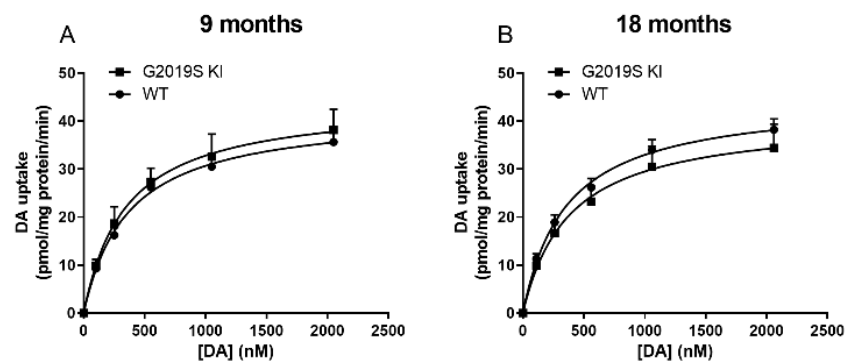 A
9 months
G2019S KI
WT
DA uptake
(pmol/mg protein/min)
50
40
30
20
10
0
0
500
1000
1500
2000
2500
[DA] (nM)
B
18 months
G2019S KI
WT
DA uptake
(pmol/mg protein/min)
50
40
30
20
10
0
0
500
1000
1500
2000
2500
[DA] (nM)